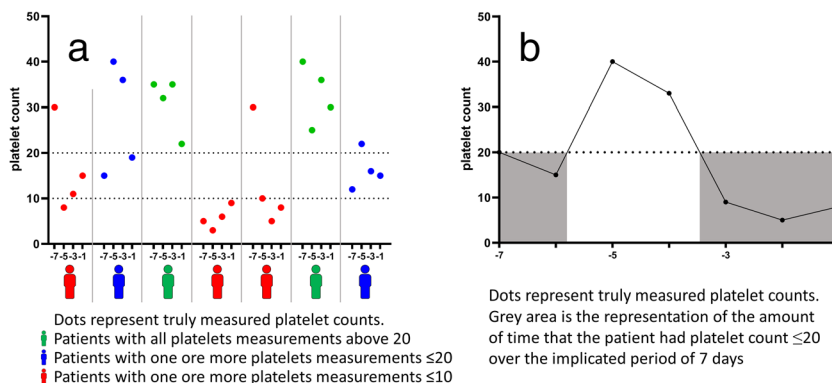 a
50
40
30
20
10
0
platelet count
-7-5-3-1 -7-5-3-1 -7-5-3-1 -7-5-3-1 -7-5-3-1 -7-5-3-1 -7-5-3-1
Dots represent truly measured platelet counts.
Patients with all platelets measurements above 20
Patients with one ore more platelets measurements ≤20
Patients with one ore more platelets measurements ≤10
b
50
40
30
20
10
0
platelet count
-7 -5 -3
Dots represent truly measured platelet counts.
Grey area is the representation of the amount
of time that the patient had platelet count ≤20
over the implicated period of 7 days